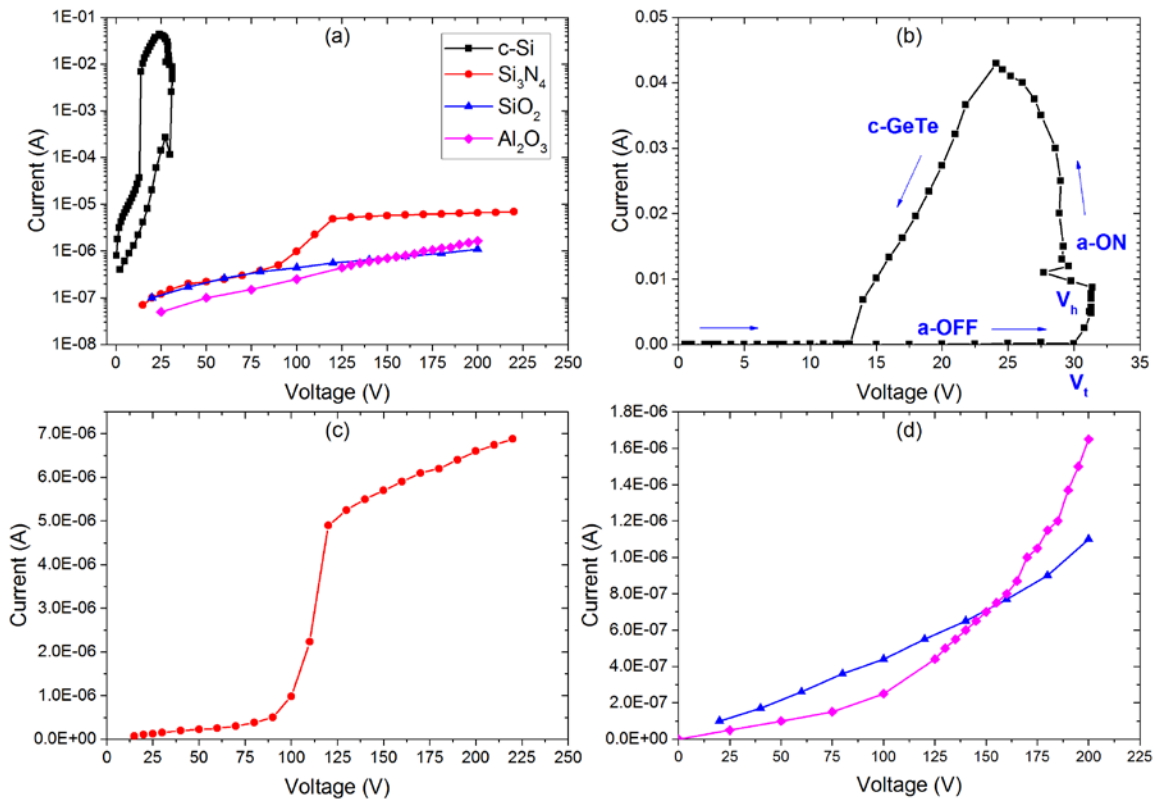 (a)
1E-01
1E-02
1E-03
1E-04
1E-05
1E-06
1E-07
1E-08
Current (A)
c-Si
Si₃N₄
SiO₂
Al₂O₃
0 25 50 75 100 125 150 175 200 225 250
Voltage (V)
(b)
0.05
0.04
0.03
0.02
0.01
0.00
Current (A)
c-GeTe
a-ON
Vₕ
a-OFF
0 5 10 15 20 25 30 35
Voltage (V)
Vₜ
(c)
7.0E-06
6.0E-06
5.0E-06
4.0E-06
3.0E-06
2.0E-06
1.0E-06
0.0E+00
Current (A)
0 25 50 75 100 125 150 175 200 225 250
Voltage (V)
(d)
1.8E-06
1.6E-06
1.4E-06
1.2E-06
1.0E-06
8.0E-07
6.0E-07
4.0E-07
2.0E-07
0.0E+00
Current (A)
0 25 50 75 100 125 150 175 200 225
Voltage (V)